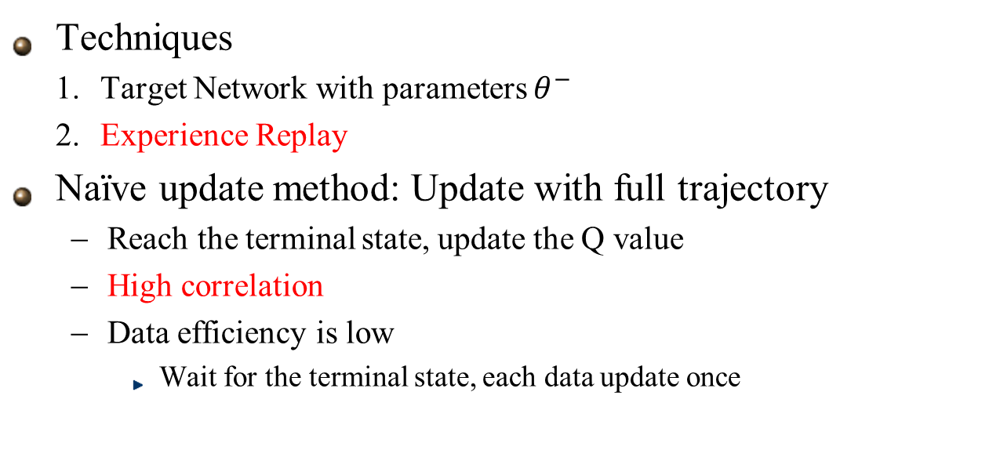 Techniques
1. Target Network with parameters θ⁻
2. Experience Replay
Naïve update method: Update with full trajectory
– Reach the terminal state, update the Q value
– High correlation
– Data efficiency is low
Wait for the terminal state, each data update once